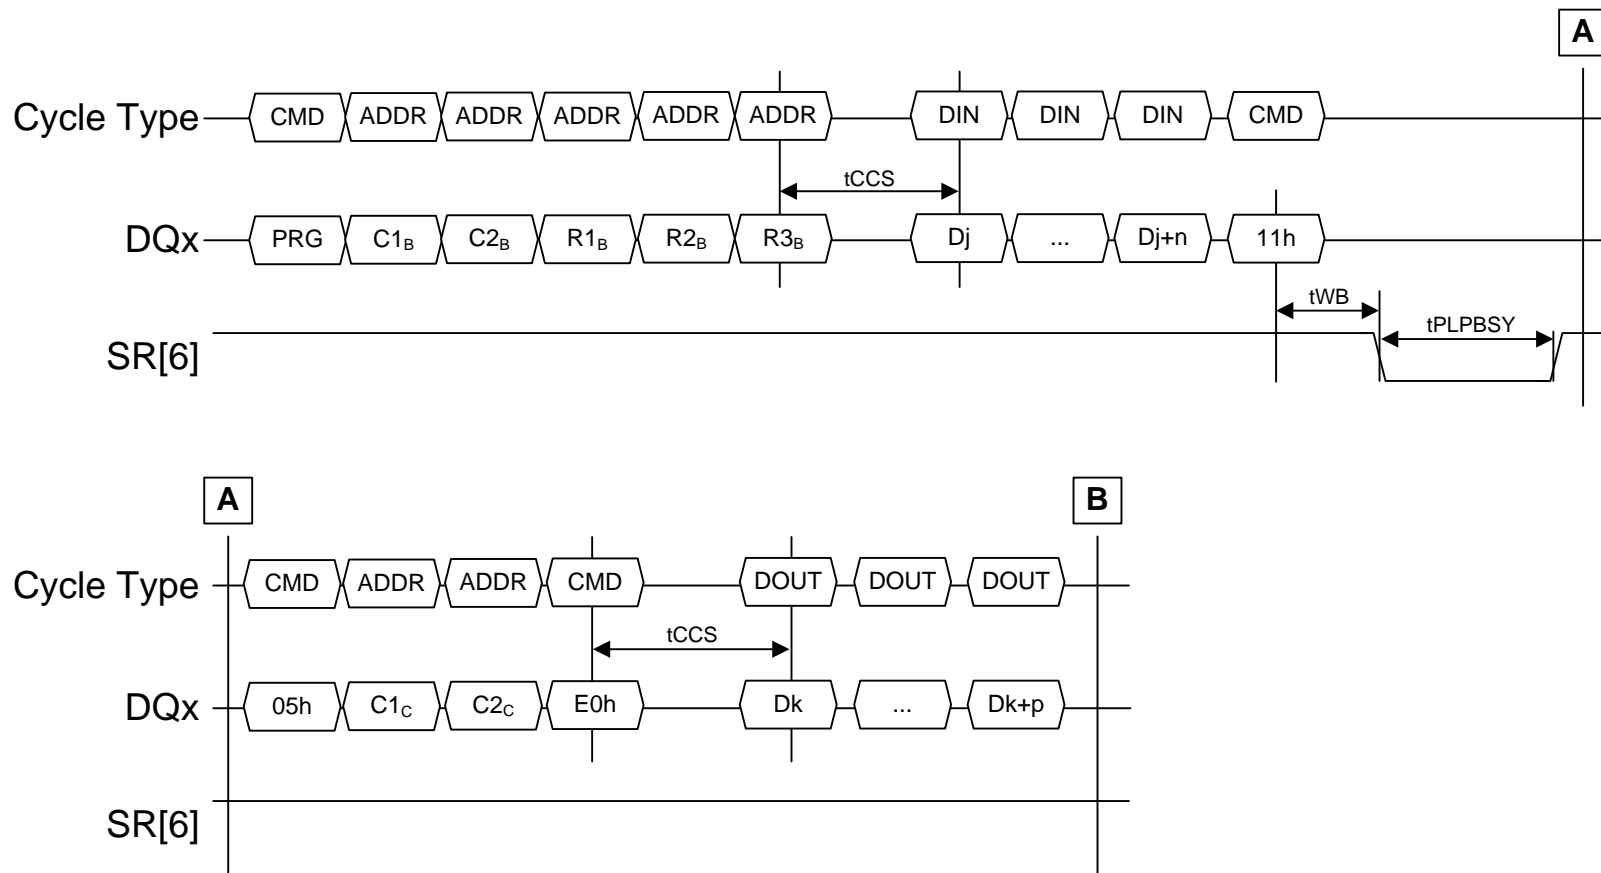 A
Cycle Type CMD ADDR ADDR ADDR ADDR ADDR DIN DIN DIN CMD
tCCS
DQx PRG C1B C2B R1B R2B R3B Dj ... Dj+n 11h
tWB
tPLPBSY
SR[6]
A B
Cycle Type CMD ADDR ADDR CMD DOUT DOUT DOUT
tCCS
DQx 05h C1C C2C E0h Dk ... Dk+p
SR[6]